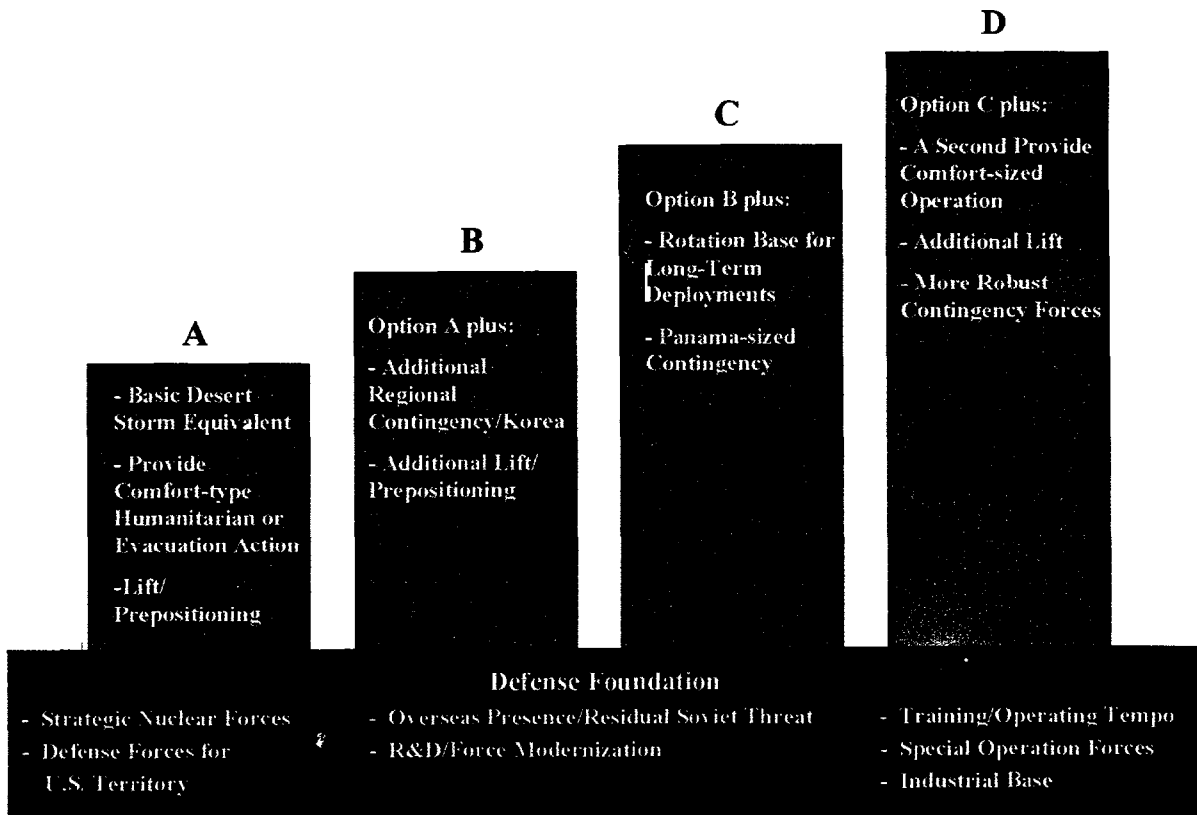 A
- Basic Desert
Storm Equivalent
- Provide
Comfort-type
Humanitarian or
Evacuation Action
-Lift/
Prepositioning
B
Option A plus:
- Additional
Regional
Contingency/Korea
- Additional Lift/
Prepositioning
C
Option B plus:
- Rotation Base for
Long-Term
Deployments
- Panama-sized
Contingency
D
Option C plus:
- A Second Provide
Comfort-sized
Operation
- Additional Lift
- More Robust
Contingency Forces
Defense Foundation
- Strategic Nuclear Forces
- Defense Forces for
U.S. Territory
- Overseas Presence/Residual Soviet Threat
- R&D/Force Modernization
- Training/Operating Tempo
- Special Operation Forces
- Industrial Base